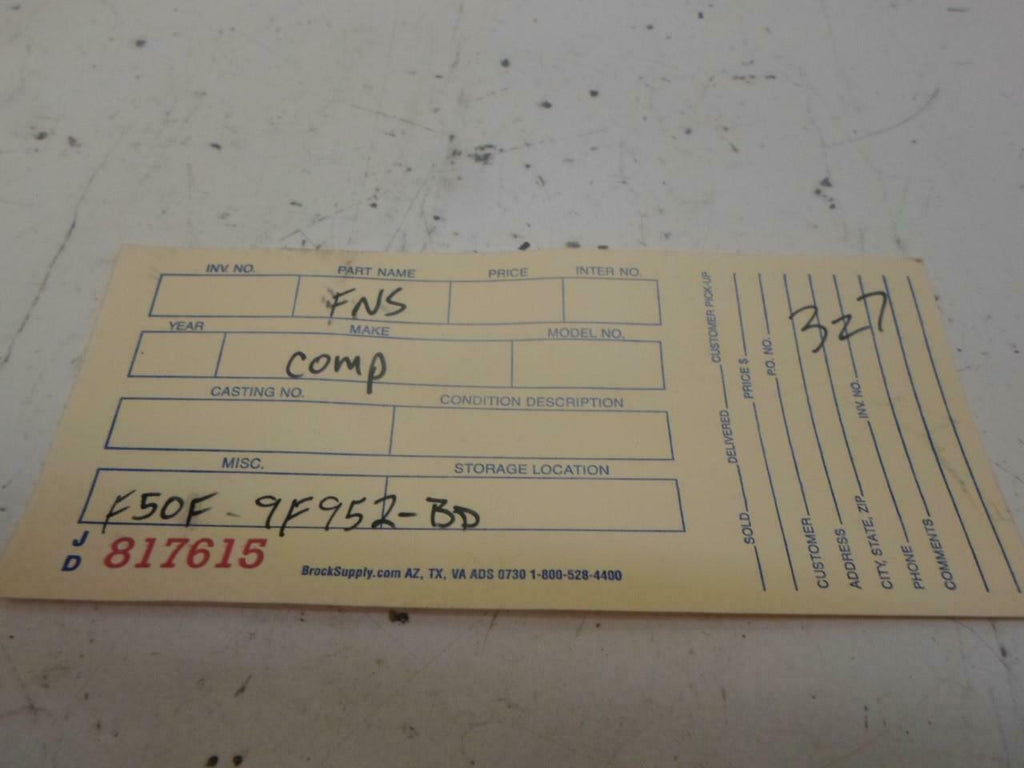 INV. NO. PART NAME PRICE INTER NO.
FNS
YEAR MAKE MODEL NO.
comp
CASTING NO. CONDITION DESCRIPTION
MISC. STORAGE LOCATION
F50F-9F952-BD
JD 817615
BrockSupply.com AZ, TX, VA ADS 0730 1-800-528-4400
SOLD DELIVERED CUSTOMER PICK-UP
PRICE $
P.O. NO.
327
CUSTOMER
ADDRESS
CITY, STATE, ZIP INV. NO.
PHONE
COMMENTS